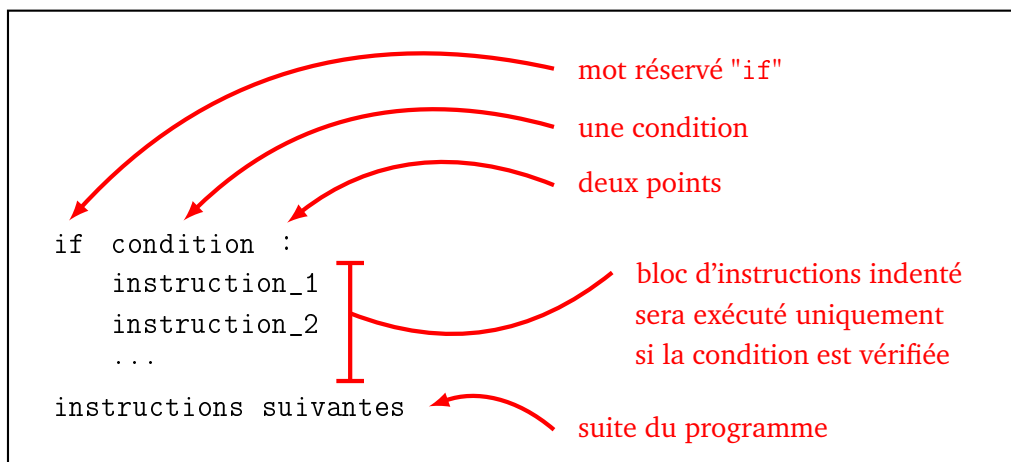 mot réservé "if"
une condition
deux points
if condition :
instruction_1
instruction_2
...
instructions suivantes
bloc d'instructions indenté
sera exécuté uniquement
si la condition est vérifiée
suite du programme